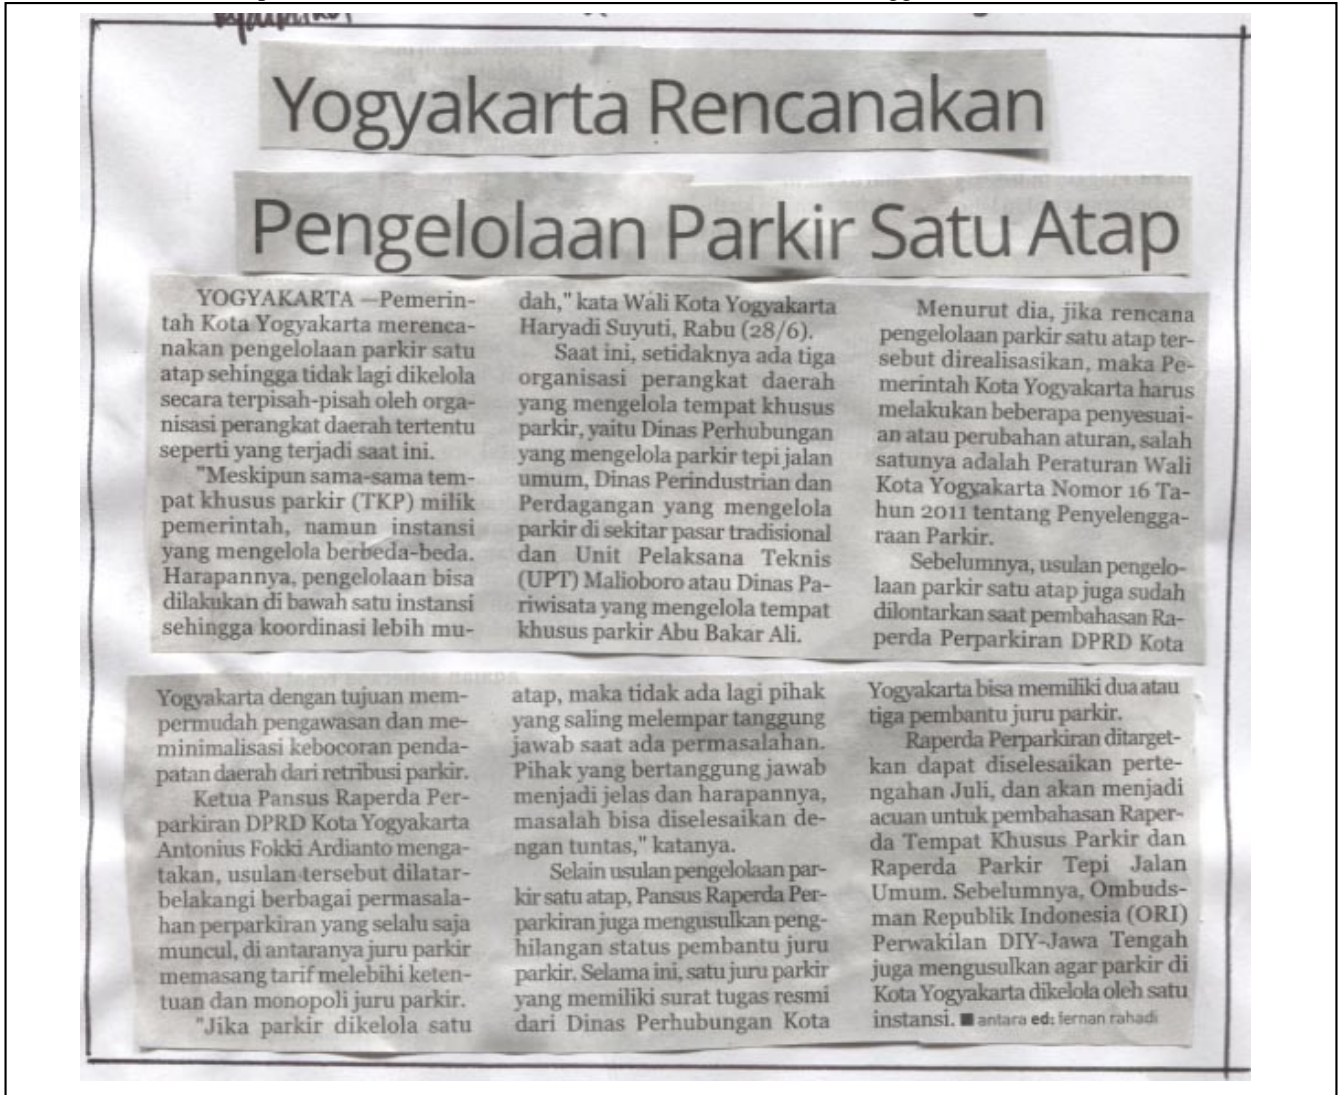 Yogyakarta Rencanakan
Pengelolaan Parkir Satu Atap
YOGYAKARTA —Pemerin-
tah Kota Yogyakarta merenca-
nakan pengelolaan parkir satu
atap sehingga tidak lagi dikelola
secara terpisah-pisah oleh orga-
nisasi perangkat daerah tertentu
seperti yang terjadi saat ini.
"Meskipun sama-sama tem-
pat khusus parkir (TKP) milik
pemerintah, namun instansi
yang mengelola berbeda-beda.
Harapannya, pengelolaan bisa
dilakukan di bawah satu instansi
sehingga koordinasi lebih mu-
dah," kata Wali Kota Yogyakarta
Haryadi Suyuti, Rabu (28/6).
Saat ini, setidaknya ada tiga
organisasi perangkat daerah
yang mengelola tempat khusus
parkir, yaitu Dinas Perhubungan
yang mengelola parkir tepi jalan
umum, Dinas Perindustrian dan
Perdagangan yang mengelola
parkir di sekitar pasar tradisional
dan Unit Pelaksana Teknis
(UPT) Malioboro atau Dinas Pa-
riwisata yang mengelola tempat
khusus parkir Abu Bakar Ali.
Menurut dia, jika rencana
pengelolaan parkir satu atap ter-
sebut direalisasikan, maka Pe-
merintah Kota Yogyakarta harus
melakukan beberapa penyesuai-
an atau perubahan aturan, salah
satunya adalah Peraturan Wali
Kota Yogyakarta Nomor 16 Ta-
hun 2011 tentang Penyelengga-
raan Parkir.
Sebelumnya, usulan pengelo-
laan parkir satu atap juga sudah
dilontarkan saat pembahasan Ra-
perda Perparkiran DPRD Kota
Yogyakarta dengan tujuan mem-
permudah pengawasan dan me-
minimalisasi kebocoran penda-
patan daerah dari retribusi parkir.
Ketua Pansus Raperda Per-
parkiran DPRD Kota Yogyakarta
Antonius Fokki Ardianto menga-
takan, usulan tersebut dilatar-
belakangi berbagai permasala-
han perparkiran yang selalu saja
muncul, di antaranya juru parkir
memasang tarif melebihi keten-
tuan dan monopoli juru parkir.
"Jika parkir dikelola satu
atap, maka tidak ada lagi pihak
yang saling melempar tanggung
jawab saat ada permasalahan.
Pihak yang bertanggung jawab
menjadi jelas dan harapannya,
masalah bisa diselesaikan de-
ngan tuntas," katanya.
Selain usulan pengelolaan par-
kir satu atap, Pansus Raperda Per-
parkiran juga mengusulkan peng-
hilangan status pembantu juru
parkir. Selama ini, satu juru parkir
yang memiliki surat tugas resmi
dari Dinas Perhubungan Kota
Yogyakarta bisa memiliki dua atau
tiga pembantu juru parkir.
Raperda Perparkiran ditarget-
kan dapat diselesaikan perte-
ngahan Juli, dan akan menjadi
acuan untuk pembahasan Raper-
da Tempat Khusus Parkir dan
Raperda Parkir Tepi Jalan
Umum. Sebelumnya, Ombuds-
man Republik Indonesia (ORI)
Perwakilan DIY-Jawa Tengah
juga mengusulkan agar parkir di
Kota Yogyakarta dikelola oleh satu
instansi. ■ antara ed: fernan rahadi